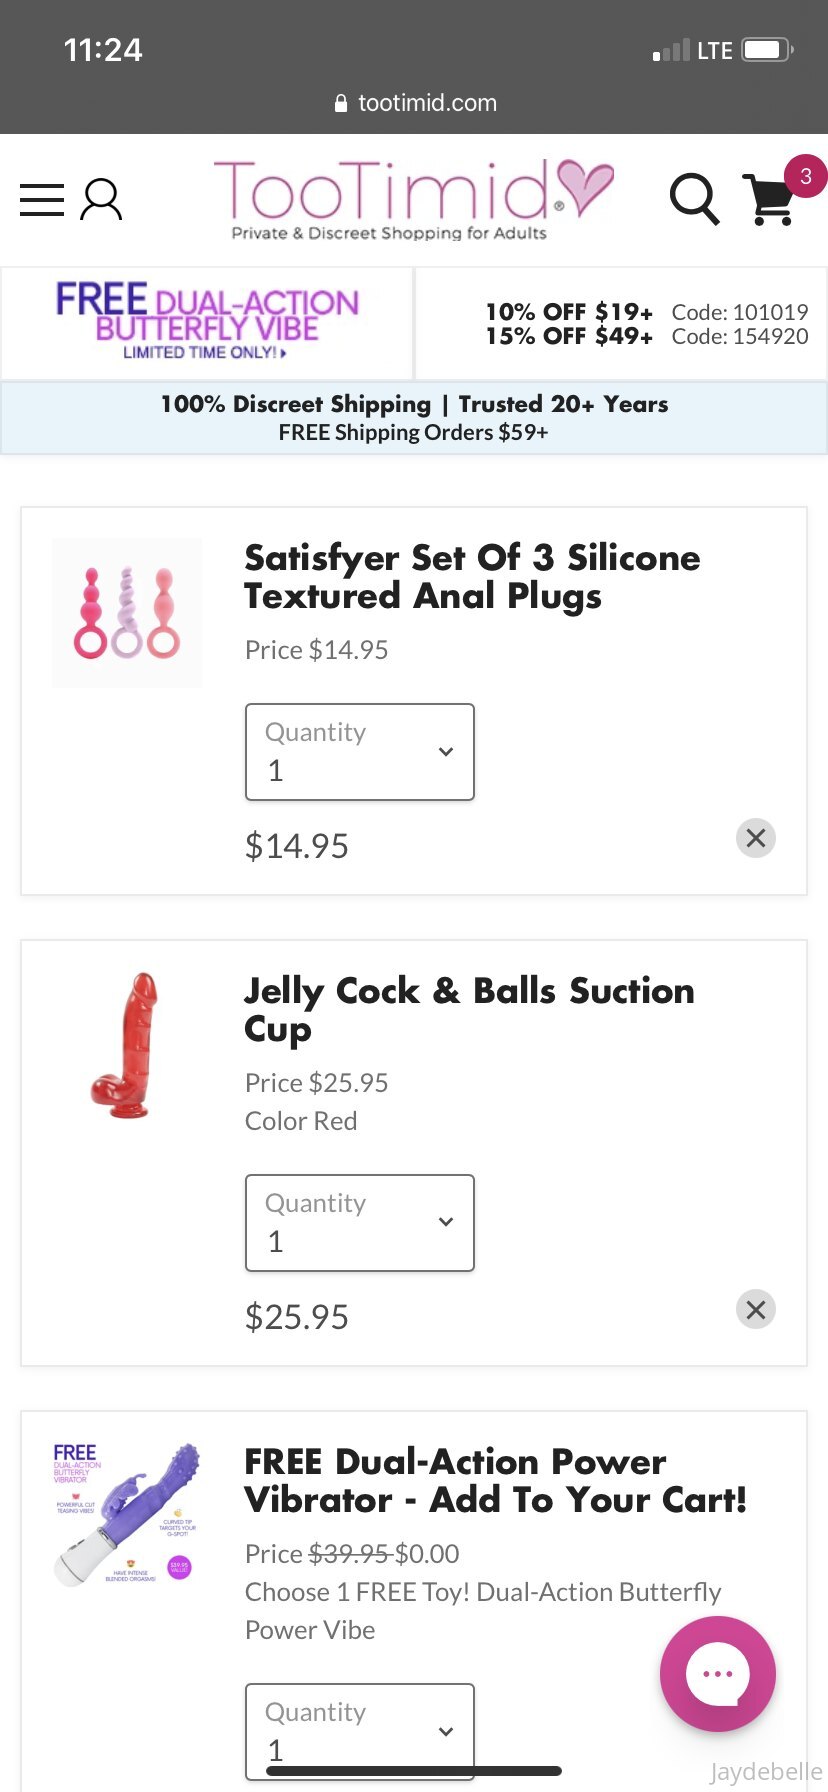 11:24
LTE
tootimid.com
TooTimid®
3
Private & Discreet Shopping for Adults
FREE DUAL-ACTION
BUTTERFLY VIBE
LIMITED TIME ONLY!
10% OFF $19+ Code: 101019
15% OFF $49+ Code: 154920
100% Discreet Shipping | Trusted 20+ Years
FREE Shipping Orders $59+
Satisfyer Set Of 3 Silicone
Textured Anal Plugs
Price $14.95
Quantity
1
$14.95
Jelly Cock & Balls Suction
Cup
Price $25.95
Color Red
Quantity
1
$25.95
FREE
DUAL-ACTION
BUTTERFLY
VIBRATOR
POWERFUL CLIT
TEASING VIBES!
CURVED TIP
TARGETS YOUR
G-SPOT!
HAVE INTENSE
BLENDED ORGASMS!
$39.95
VALUE!
FREE Dual-Action Power
Vibrator - Add To Your Cart!
Price $39.95 $0.00
Choose 1 FREE Toy! Dual-Action Butterfly
Power Vibe
Quantity
1
Jaydebelle